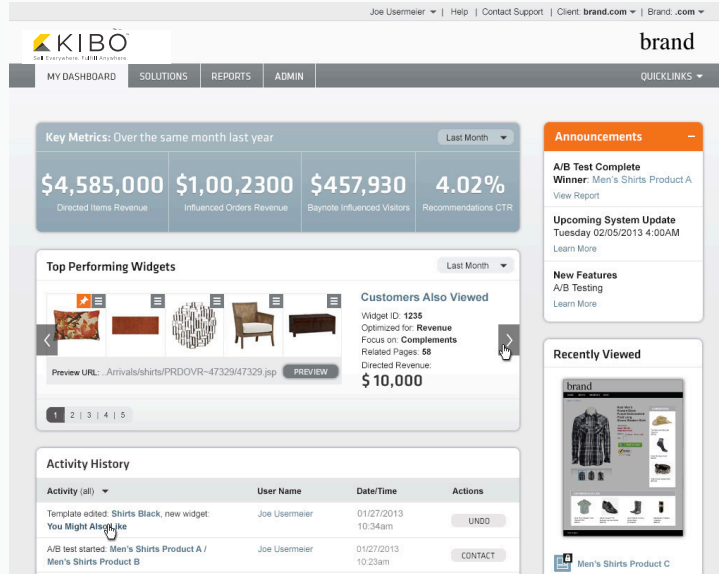 Joe Usermeier | Help | Contact Support | Client: brand.com | Brand: .com
KIBO
Sell Everywhere. Fulfill Anywhere.
brand
MY DASHBOARD SOLUTIONS REPORTS ADMIN QUICKLINKS
Key Metrics: Over the same month last year
Last Month
$4,585,000 $1,00,2300 $457,930 4.02%
Directed Items Revenue Influenced Orders Revenue Baynote Influenced Visitors Recommendations CTR
Announcements
A/B Test Complete
Winner: Men's Shirts Product A
View Report
Upcoming System Update
Tuesday 02/05/2013 4:00AM
Learn More
New Features
A/B Testing
Learn More
Top Performing Widgets
Last Month
Customers Also Viewed
Widget ID: 1235
Optimized for: Revenue
Focus on: Complements
Related Pages: 58
Directed Revenue:
$10,000
Preview URL: ..Arrivals/shirts/PRDOVR~47329/47329.jsp PREVIEW
1 2 | 3 | 4 | 5
Recently Viewed
brand
Men's Shirts Product C
Activity History
Activity (all) User Name Date/Time Actions
Template edited: Shirts Black, new widget: Joe Usermeier 01/27/2013 UNDO
You Might Also Like 10:34am
A/B test started: Men's Shirts Product A / Joe Usermeier 01/27/2013 CONTACT
Men's Shirts Product B 10:23am